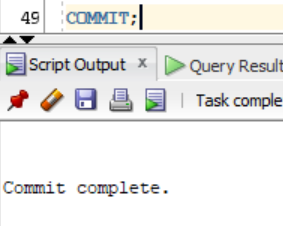 49 COMMIT;
Script Output x Query Result
Task comple
Commit complete.